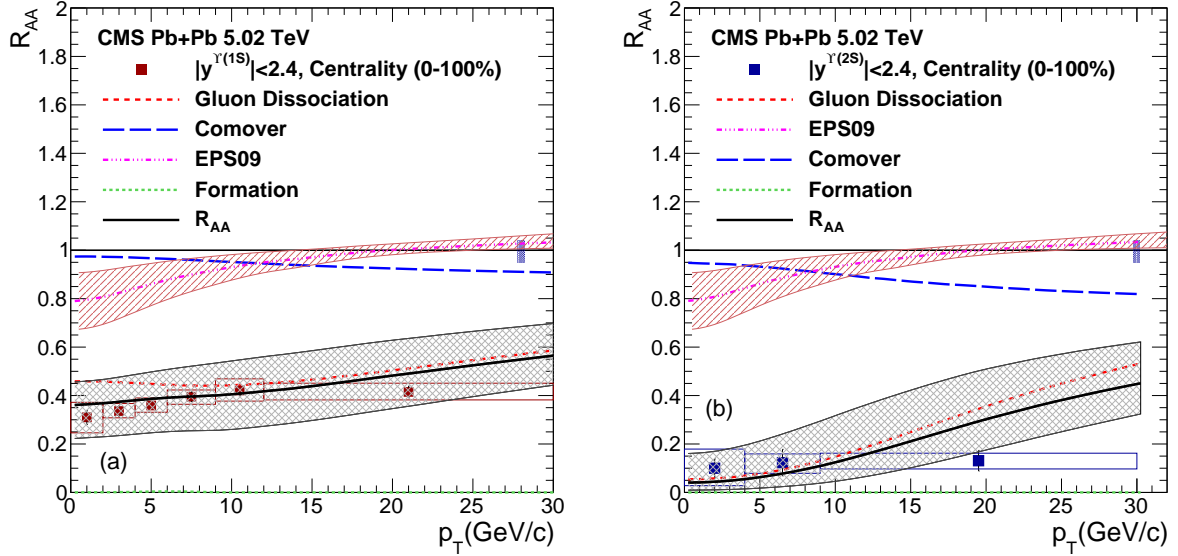 R_AA
2
1.8
1.6
1.4
1.2
1
0.8
0.6
0.4
0.2
0
CMS Pb+Pb 5.02 TeV
|y^ϒ(1S)|<2.4, Centrality (0-100%)
Gluon Dissociation
Comover
EPS09
Formation
R_AA
(a)
0 5 10 15 20 25 30
p_T(GeV/c)
R_AA
2
1.8
1.6
1.4
1.2
1
0.8
0.6
0.4
0.2
0
CMS Pb+Pb 5.02 TeV
|y^ϒ(2S)|<2.4, Centrality (0-100%)
Gluon Dissociation
EPS09
Comover
Formation
R_AA
(b)
0 5 10 15 20 25 30
p_T(GeV/c)